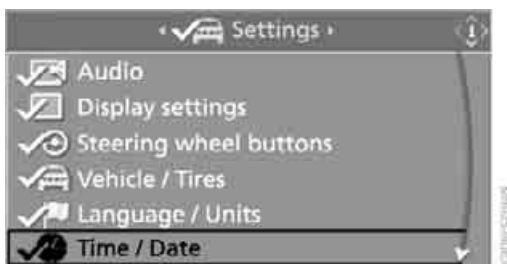 Settings
Audio
Display settings
Steering wheel buttons
Vehicle / Tires
Language / Units
Time / Date